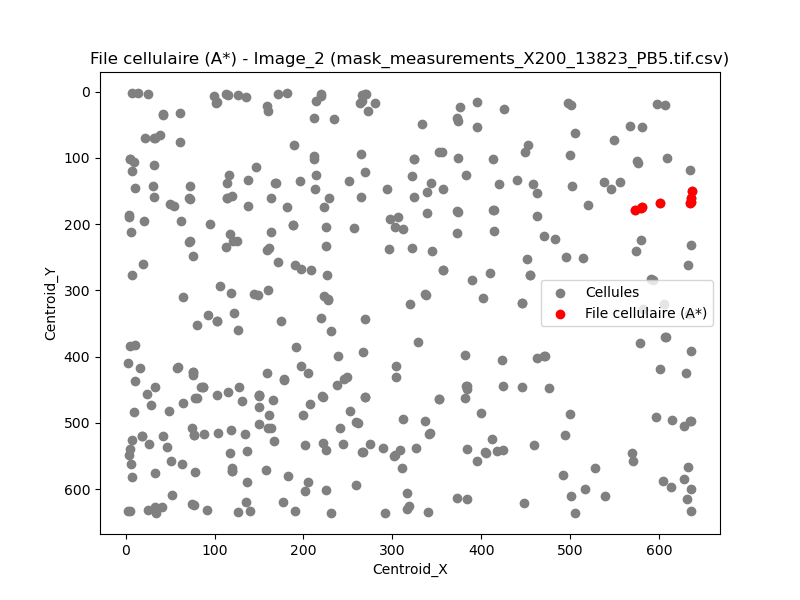 File cellulaire (A*) - Image_2 (mask_measurements_X200_13823_PB5.tif.csv)
0
100
200
300
400
500
600
Centroid_Y
Cellules
File cellulaire (A*)
0
100
200
300
400
500
600
Centroid_X